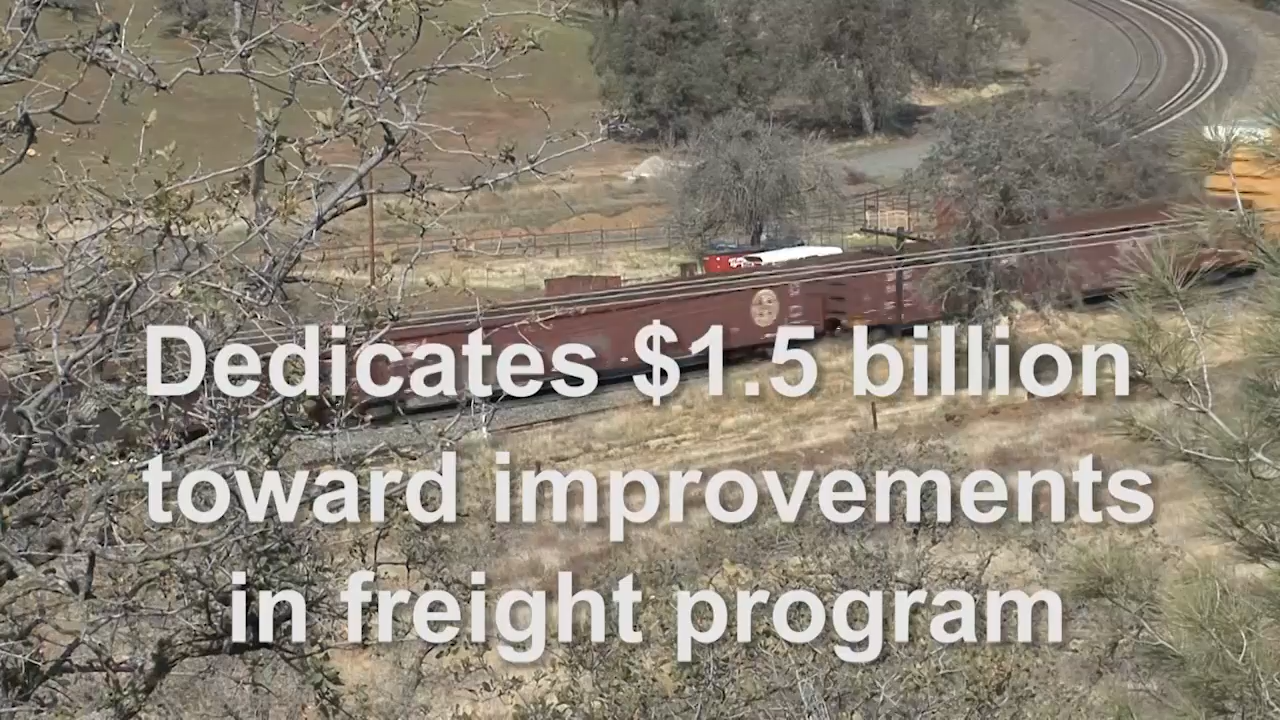 Dedicates $1.5 billion
toward improvements
in freight program